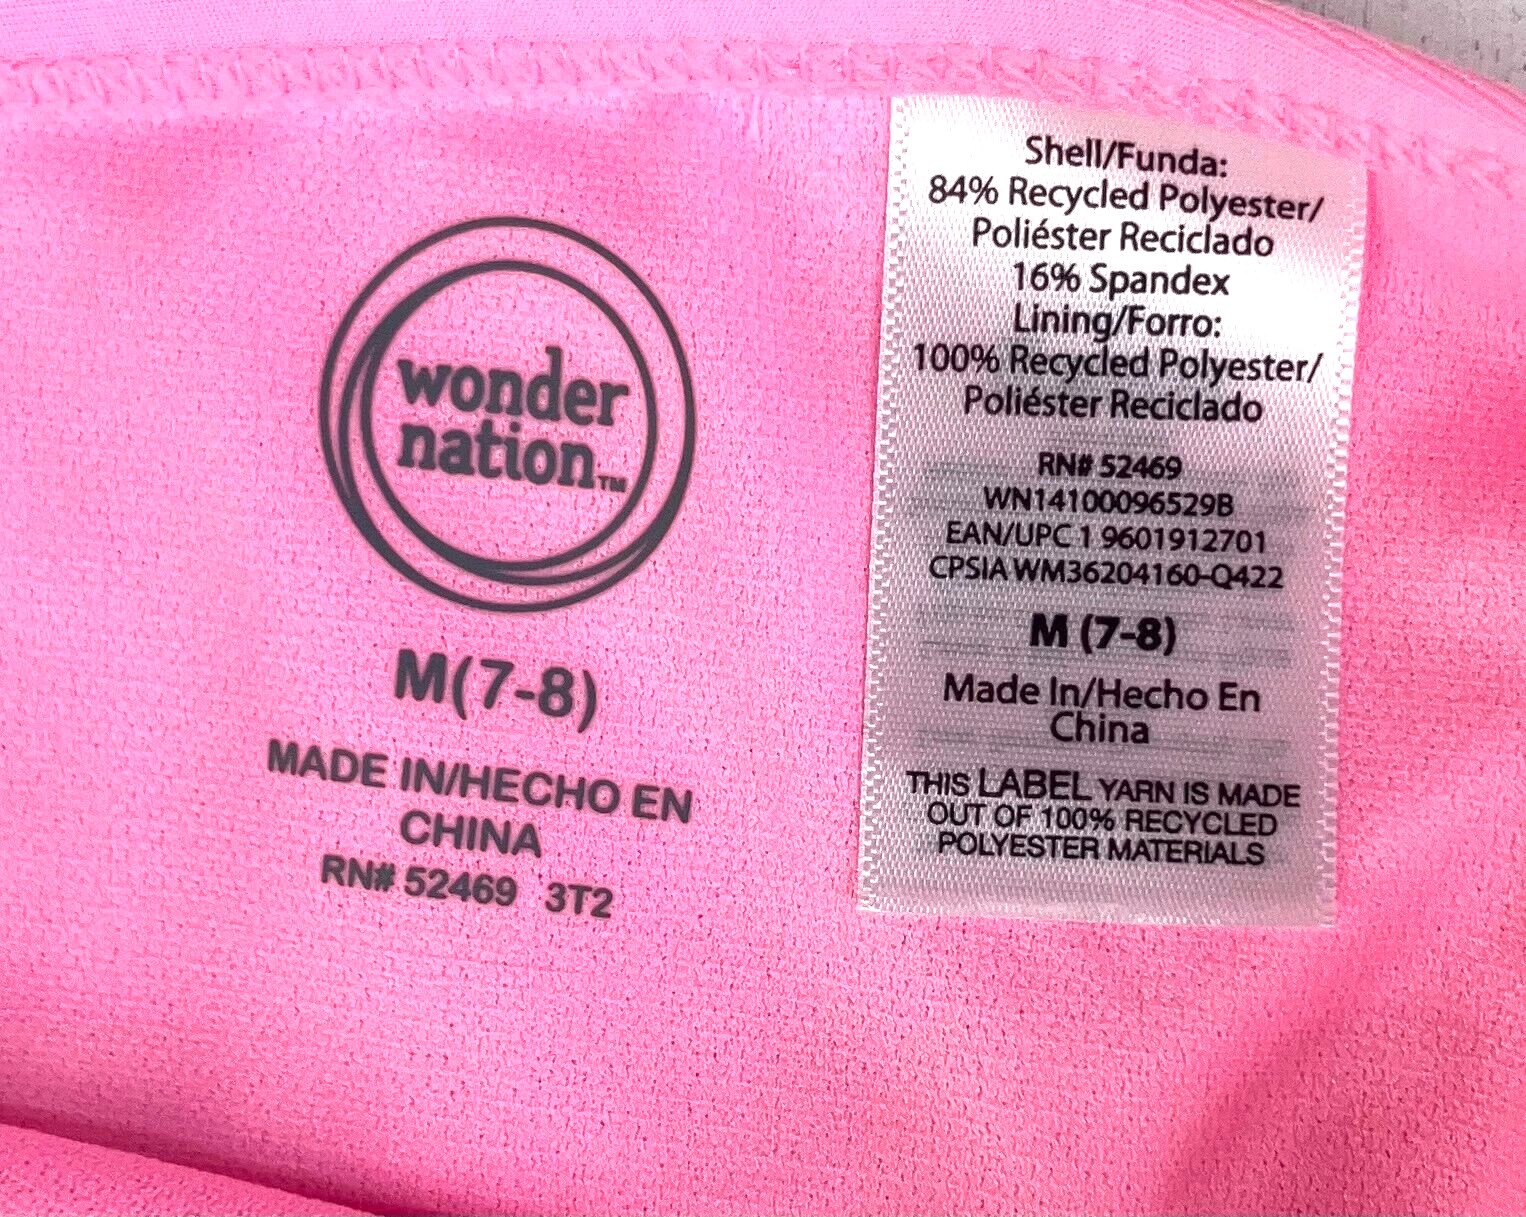 wonder
nation™
M(7-8)
MADE IN/HECHO EN
CHINA
RN# 52469 3T2
Shell/Funda:
84% Recycled Polyester/
Poliéster Reciclado
16% Spandex
Lining/Forro:
100% Recycled Polyester/
Poliéster Reciclado
RN# 52469
WN14100096529B
EAN/UPC 1 9601912701
CPSIA WM36204160-Q422
M (7-8)
Made In/Hecho En
China
THIS LABEL YARN IS MADE
OUT OF 100% RECYCLED
POLYESTER MATERIALS